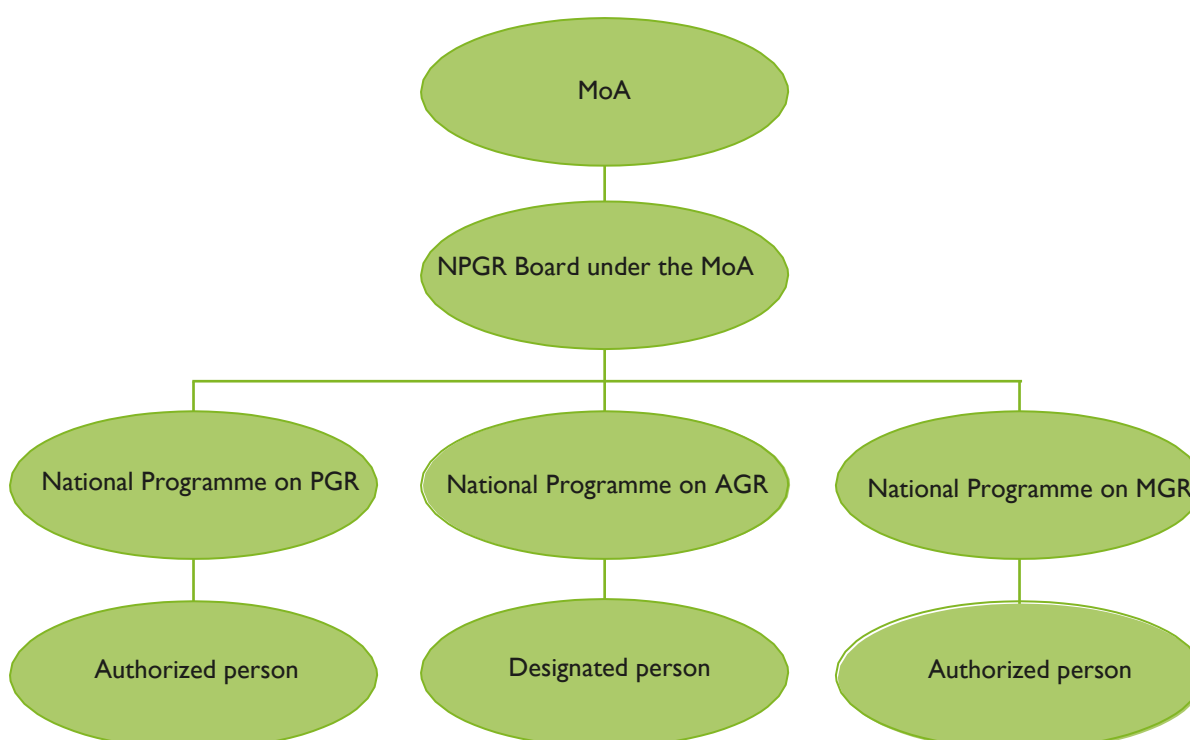 MoA
NPGR Board under the MoA
National Programme on PGR
National Programme on AGR
National Programme on MGR
Authorized person
Designated person
Authorized person